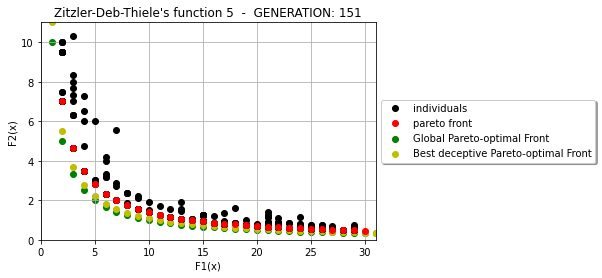 Zitzler-Deb-Thiele's function 5 - GENERATION: 151
10
8
6
4
2
0
F2(x)
0 5 10 15 20 25 30
F1(x)
individuals
pareto front
Global Pareto-optimal Front
Best deceptive Pareto-optimal Front